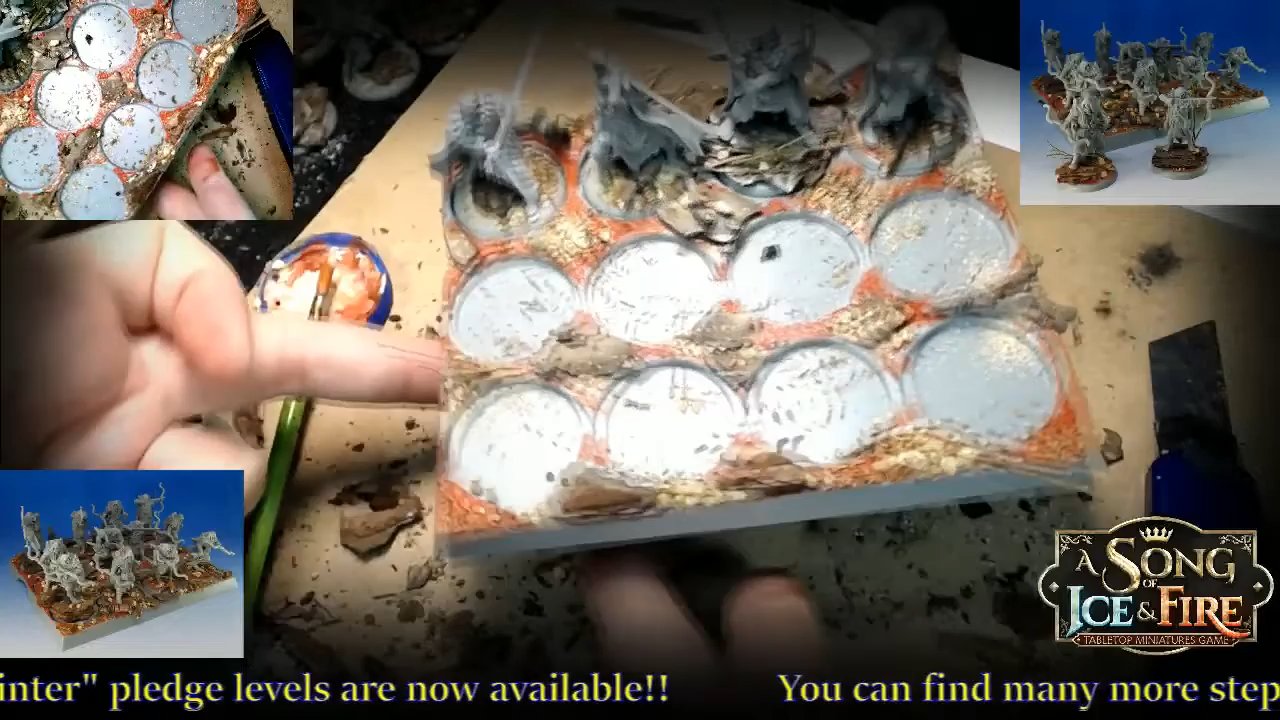 A SONG
OF
ICE & FIRE
TABLETOP MINIATURES GAME
inter" pledge levels are now available!! You can find many more step